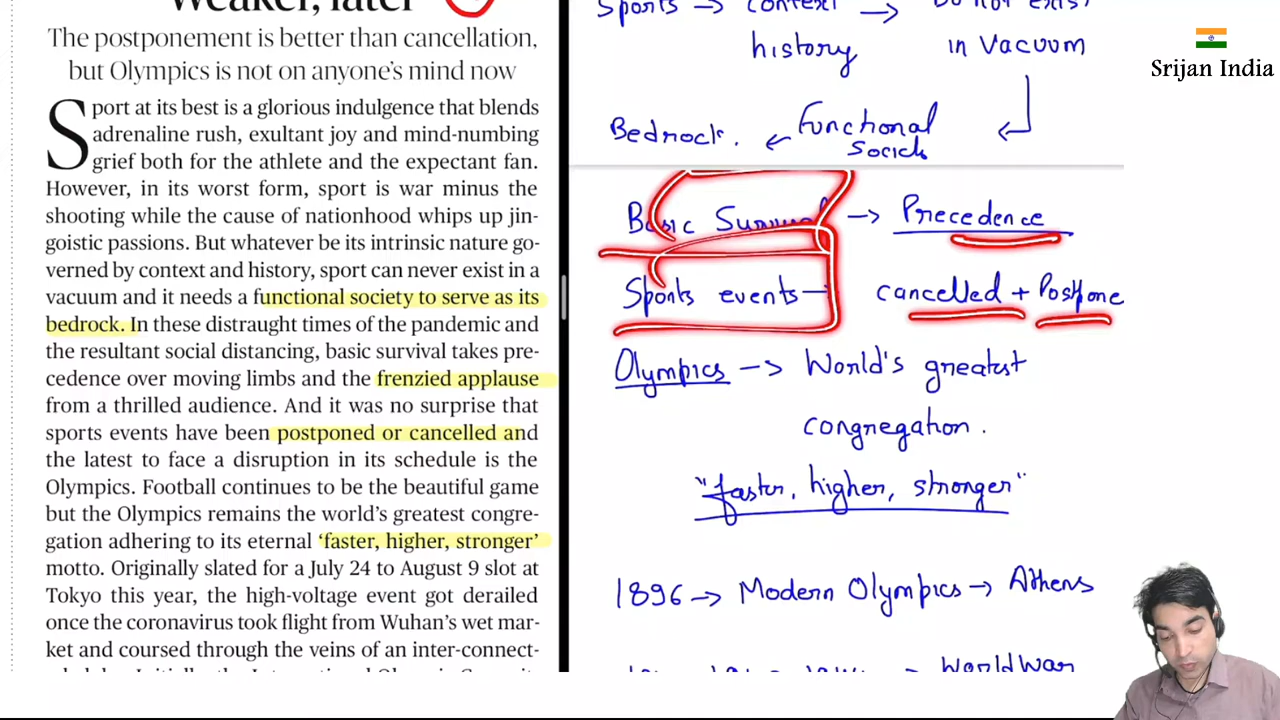 Weaker, later
The postponement is better than cancellation,
but Olympics is not on anyone's mind now
Sport at its best is a glorious indulgence that blends
adrenaline rush, exultant joy and mind-numbing
grief both for the athlete and the expectant fan.
However, in its worst form, sport is war minus the
shooting while the cause of nationhood whips up jin-
goistic passions. But whatever be its intrinsic nature go-
verned by context and history, sport can never exist in a
vacuum and it needs a functional society to serve as its
bedrock. In these distraught times of the pandemic and
the resultant social distancing, basic survival takes pre-
cedence over moving limbs and the frenzied applause
from a thrilled audience. And it was no surprise that
sports events have been postponed or cancelled and
the latest to face a disruption in its schedule is the
Olympics. Football continues to be the beautiful game
but the Olympics remains the world's greatest congre-
gation adhering to its eternal 'faster, higher, stronger'
motto. Originally slated for a July 24 to August 9 slot at
Tokyo this year, the high-voltage event got derailed
once the coronavirus took flight from Wuhan's wet mar-
ket and coursed through the veins of an inter-connect-
Sports → context → Do not exist
history in Vacuum
Bedrock. ← Functional
Basic → Precedence
Sports events → cancelled + Postpone
Olympics → World's greatest
congregation.
"faster, higher, stronger"
1896 → Modern Olympics → Athens
World War
Srijan India